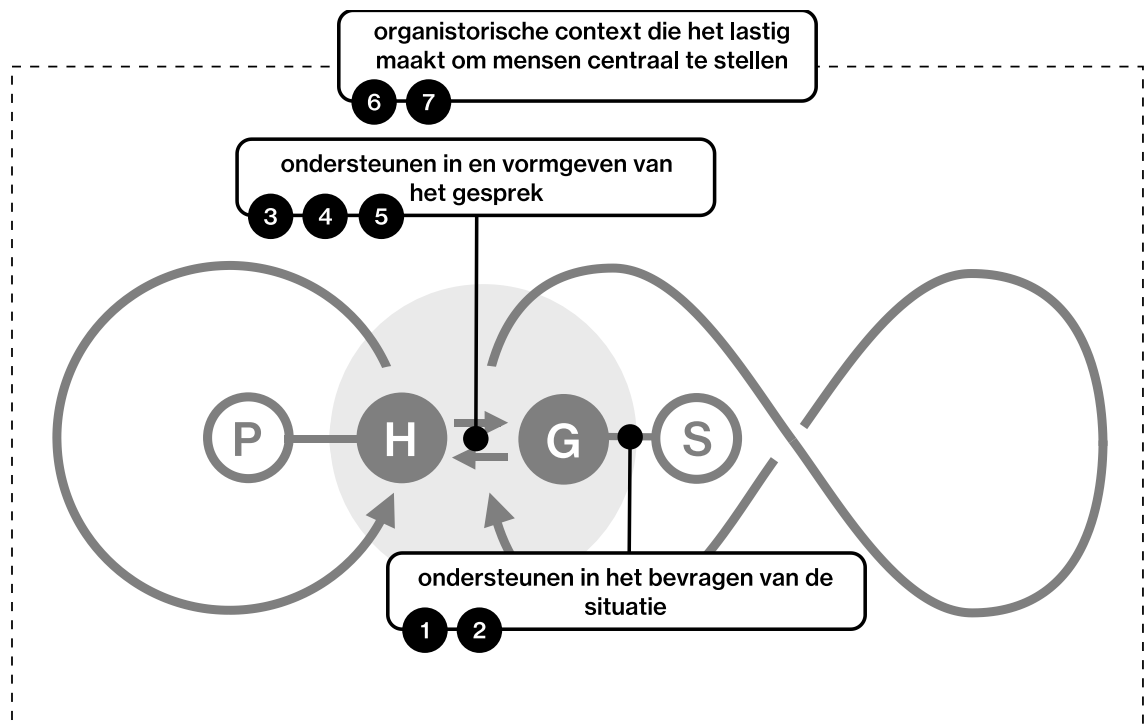 organistorische context die het lastig
maakt om mensen centraal te stellen
6 7
ondersteunen in en vormgeven van
het gesprek
3 4 5
P H G S
ondersteunen in het bevragen van de
situatie
1 2